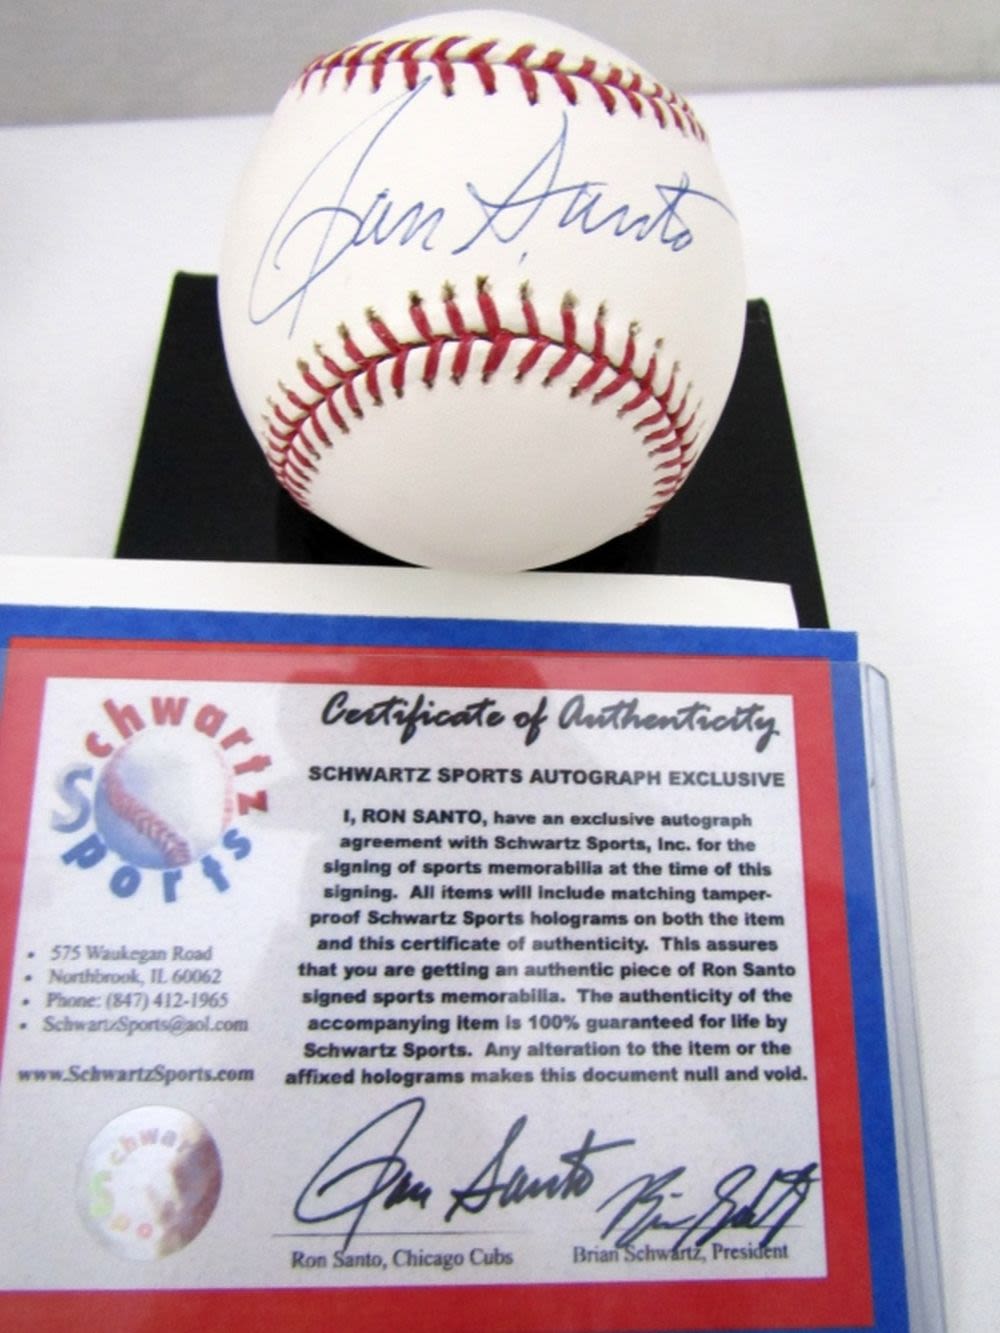 Ron Santo
Schwartz
Sports
Certificate of Authenticity
SCHWARTZ SPORTS AUTOGRAPH EXCLUSIVE
I, RON SANTO, have an exclusive autograph
agreement with Schwartz Sports, Inc. for the
signing of sports memorabilia at the time of this
signing. All items will include matching tamper-
proof Schwartz Sports holograms on both the item
and this certificate of authenticity. This assures
that you are getting an authentic piece of Ron Santo
signed sports memorabilia. The authenticity of the
accompanying item is 100% guaranteed for life by
Schwartz Sports. Any alteration to the item or the
affixed holograms makes this document null and void.
• 575 Waukegan Road
• Northbrook, IL 60062
• Phone: (847) 412-1965
• SchwartzSports@aol.com
www.SchwartzSports.com
Schwar
Spo
Ron Santo
Ron Santo, Chicago Cubs
Brian Schwartz, President